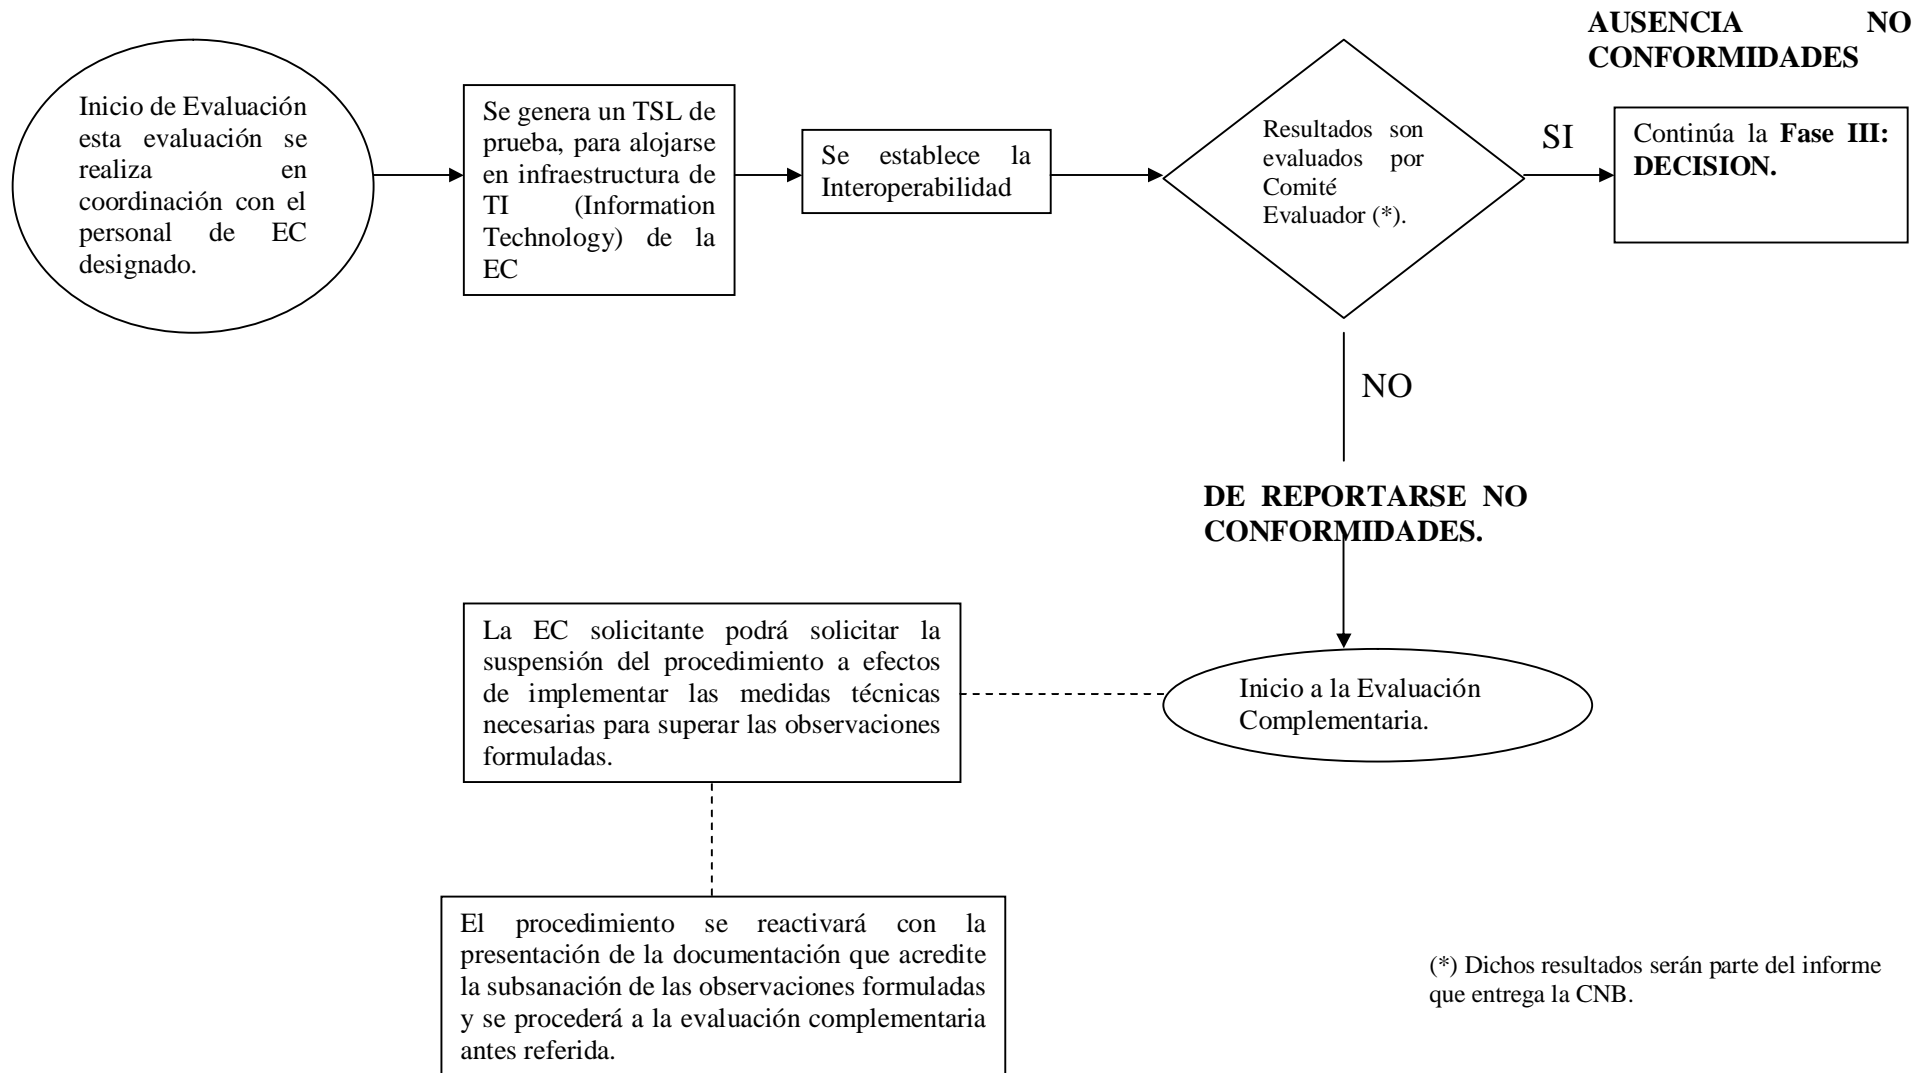 Inicio de Evaluación
esta evaluación se
realiza en
coordinación con el
personal de EC
designado.
Se genera un TSL de
prueba, para alojarse
en infraestructura de
TI (Information
Technology) de la
EC
Se establece la
Interoperabilidad
Resultados son
evaluados por
Comité
Evaluador (*).
SI
AUSENCIA NO
CONFORMIDADES
Continúa la Fase III:
DECISION.
NO
DE REPORTARSE NO
CONFORMIDADES.
Inicio a la Evaluación
Complementaria.
La EC solicitante podrá solicitar la
suspensión del procedimiento a efectos
de implementar las medidas técnicas
necesarias para superar las observaciones
formuladas.
El procedimiento se reactivará con la
presentación de la documentación que acredite
la subsanación de las observaciones formuladas
y se procederá a la evaluación complementaria
antes referida.
(*) Dichos resultados serán parte del informe
que entrega la CNB.